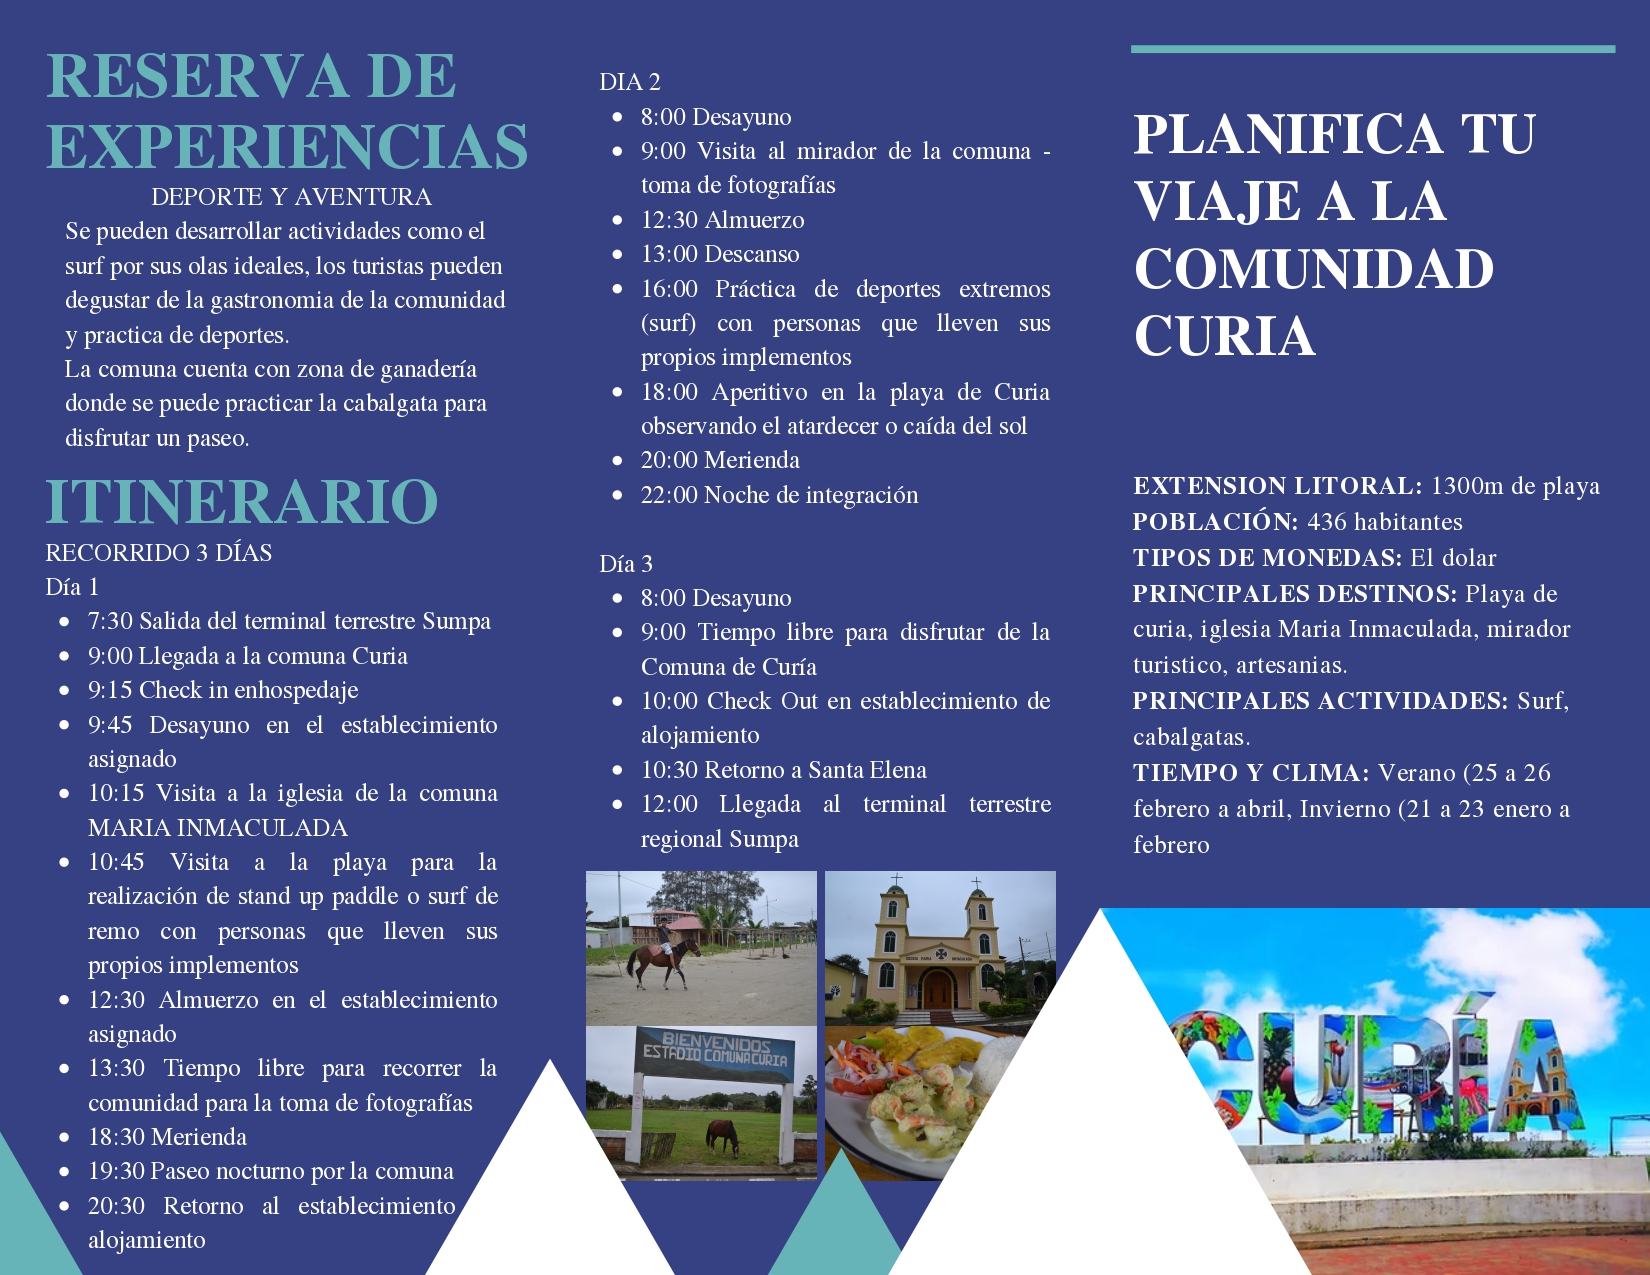 RESERVA DE
EXPERIENCIAS
DEPORTE Y AVENTURA
Se pueden desarrollar actividades como el
surf por sus olas ideales, los turistas pueden
degustar de la gastronomia de la comunidad
y practica de deportes.
La comuna cuenta con zona de ganadería
donde se puede practicar la cabalgata para
disfrutar un paseo.
ITINERARIO
RECORRIDO 3 DÍAS
Día 1
• 7:30 Salida del terminal terrestre Sumpa
• 9:00 Llegada a la comuna Curia
• 9:15 Check in enhospedaje
• 9:45 Desayuno en el establecimiento
asignado
• 10:15 Visita a la iglesia de la comuna
MARIA INMACULADA
• 10:45 Visita a la playa para la
realización de stand up paddle o surf de
remo con personas que lleven sus
propios implementos
• 12:30 Almuerzo en el establecimiento
asignado
• 13:30 Tiempo libre para recorrer la
comunidad para la toma de fotografías
• 18:30 Merienda
• 19:30 Paseo nocturno por la comuna
• 20:30 Retorno al establecimiento
alojamiento
DIA 2
• 8:00 Desayuno
• 9:00 Visita al mirador de la comuna -
toma de fotografías
• 12:30 Almuerzo
• 13:00 Descanso
• 16:00 Práctica de deportes extremos
(surf) con personas que lleven sus
propios implementos
• 18:00 Aperitivo en la playa de Curia
observando el atardecer o caída del sol
• 20:00 Merienda
• 22:00 Noche de integración
Día 3
• 8:00 Desayuno
• 9:00 Tiempo libre para disfrutar de la
Comuna de Curía
• 10:00 Check Out en establecimiento de
alojamiento
• 10:30 Retorno a Santa Elena
• 12:00 Llegada al terminal terrestre
regional Sumpa
BIENVENIDOS
ESTADIO COMUNA CURIA
PLANIFICA TU
VIAJE A LA
COMUNIDAD
CURIA
EXTENSION LITORAL: 1300m de playa
POBLACIÓN: 436 habitantes
TIPOS DE MONEDAS: El dolar
PRINCIPALES DESTINOS: Playa de
curia, iglesia Maria Inmaculada, mirador
turistico, artesanias.
PRINCIPALES ACTIVIDADES: Surf,
cabalgatas.
TIEMPO Y CLIMA: Verano (25 a 26
febrero a abril, Invierno (21 a 23 enero a
febrero
CURÍA